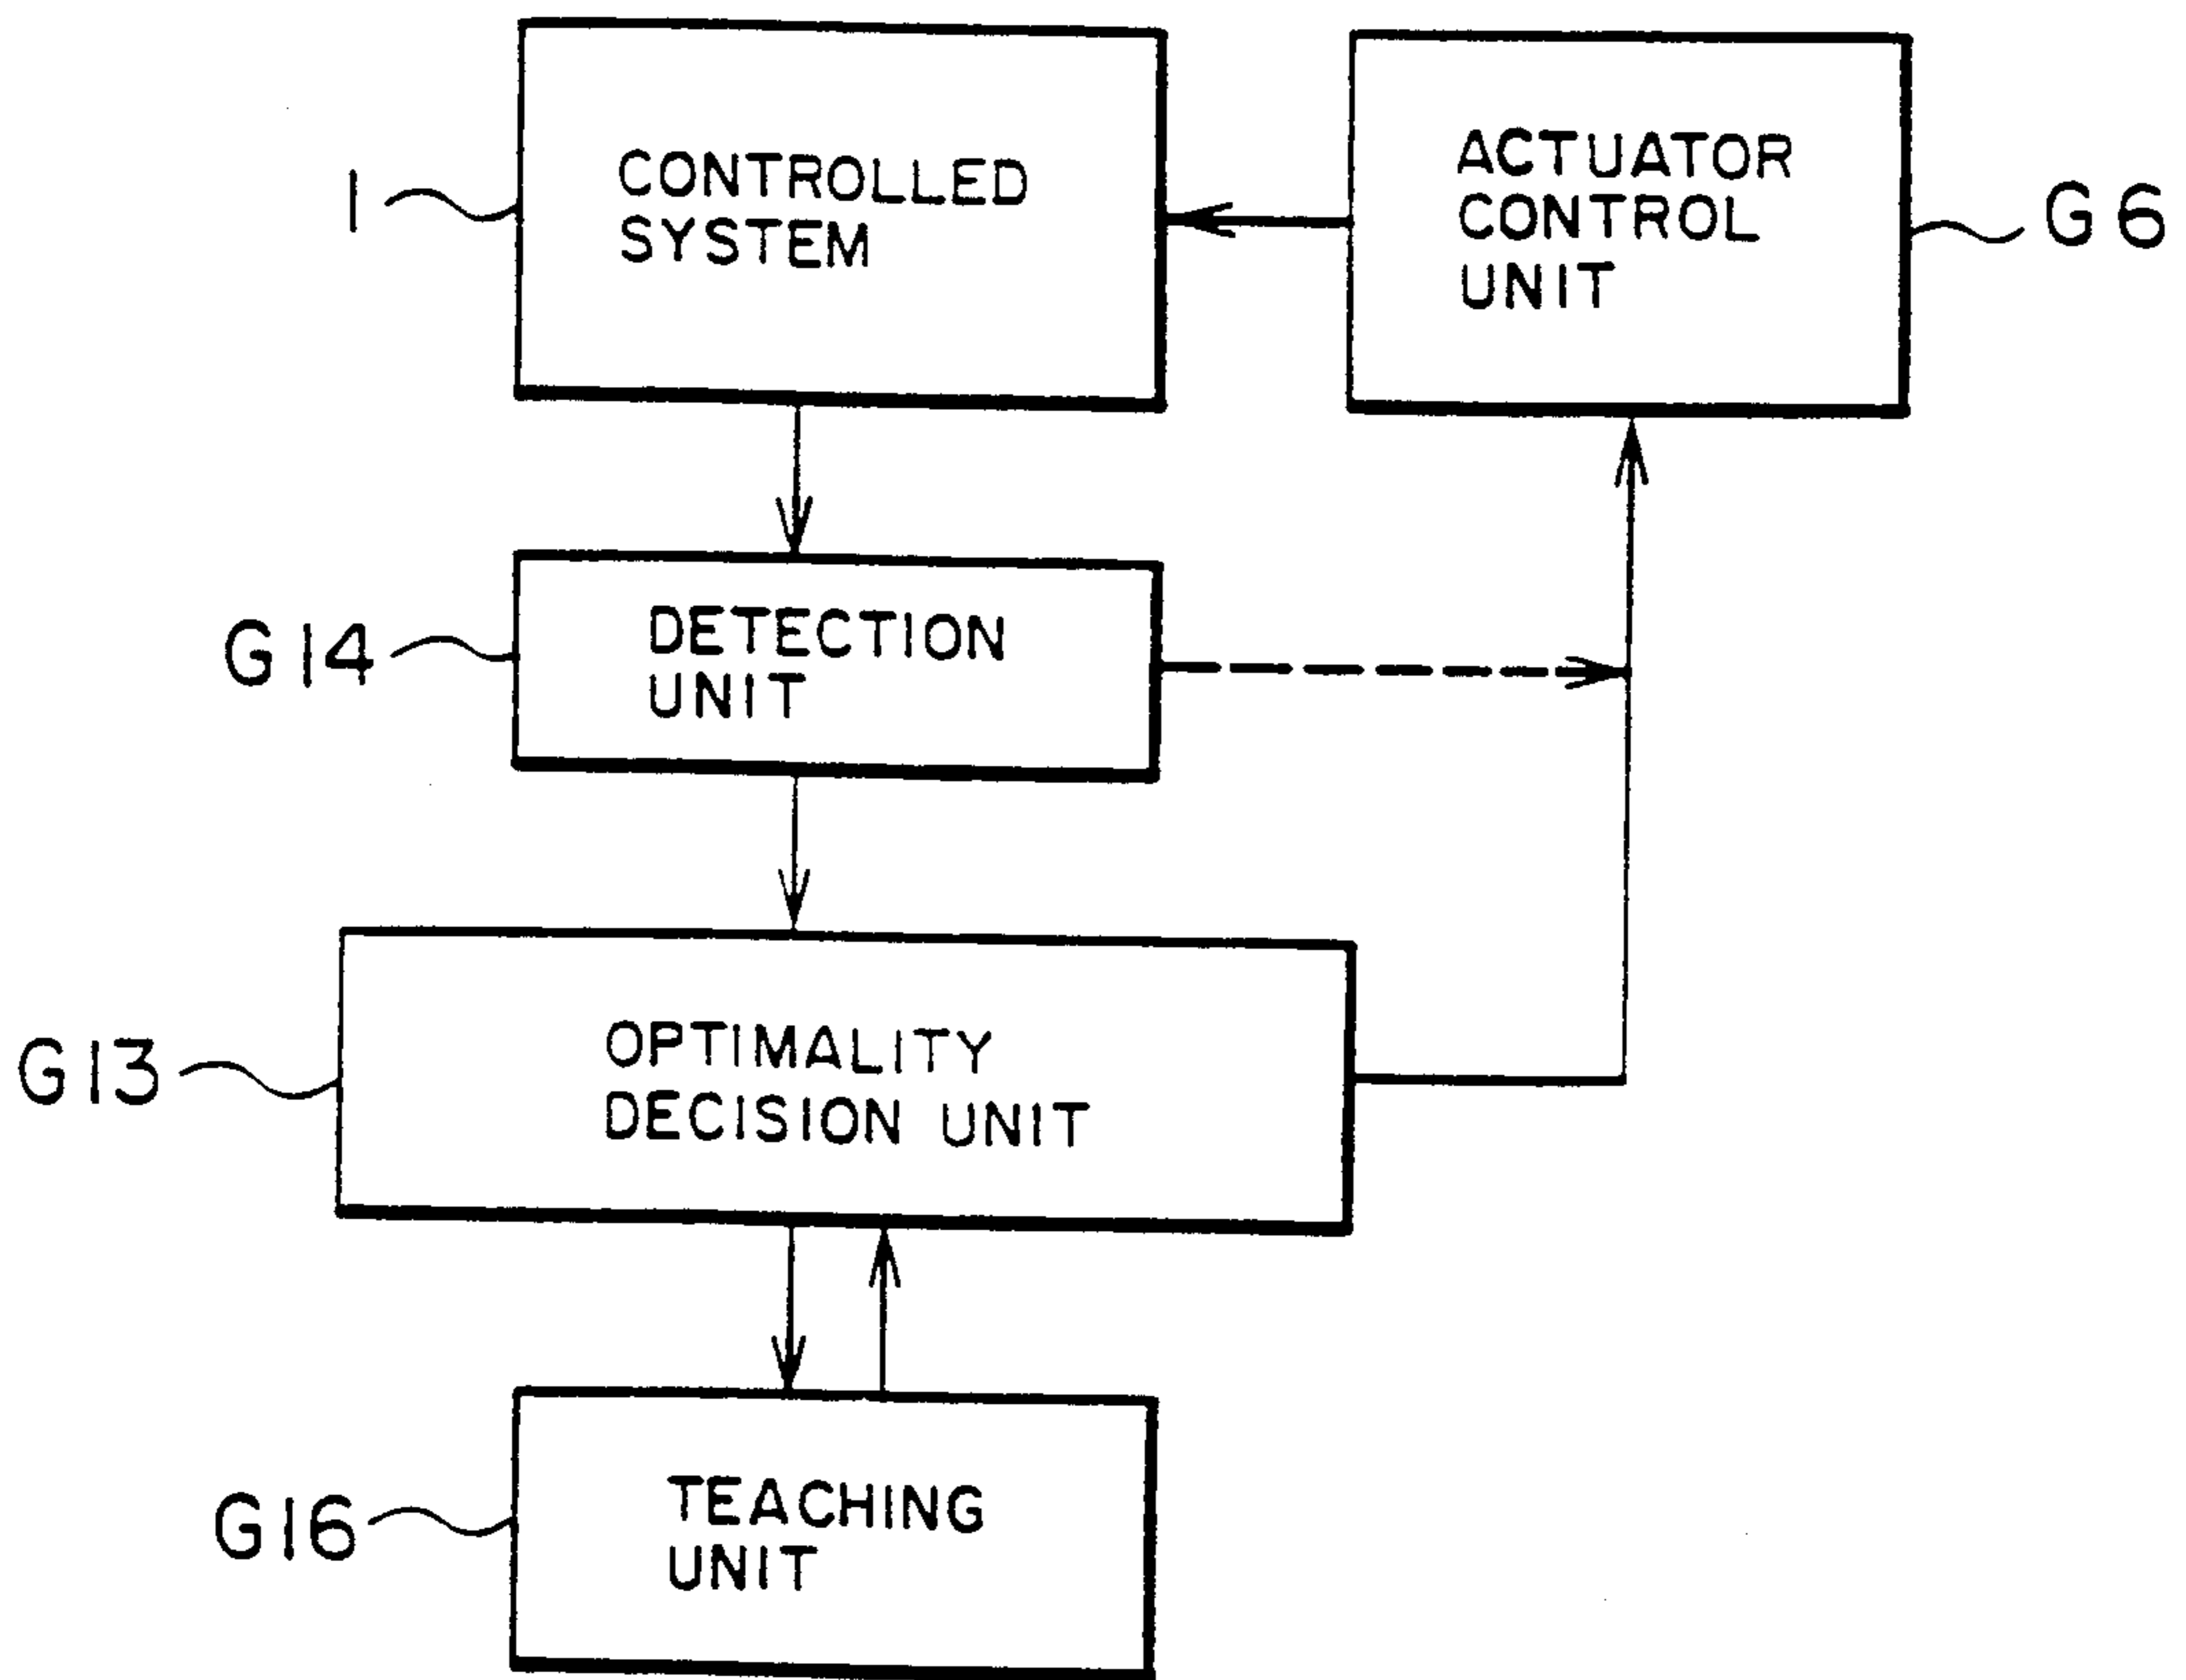 1
CONTROLLED
SYSTEM
ACTUATOR
CONTROL
UNIT
G6
G14
DETECTION
UNIT
G13
OPTIMALITY
DECISION UNIT
G16
TEACHING
UNIT